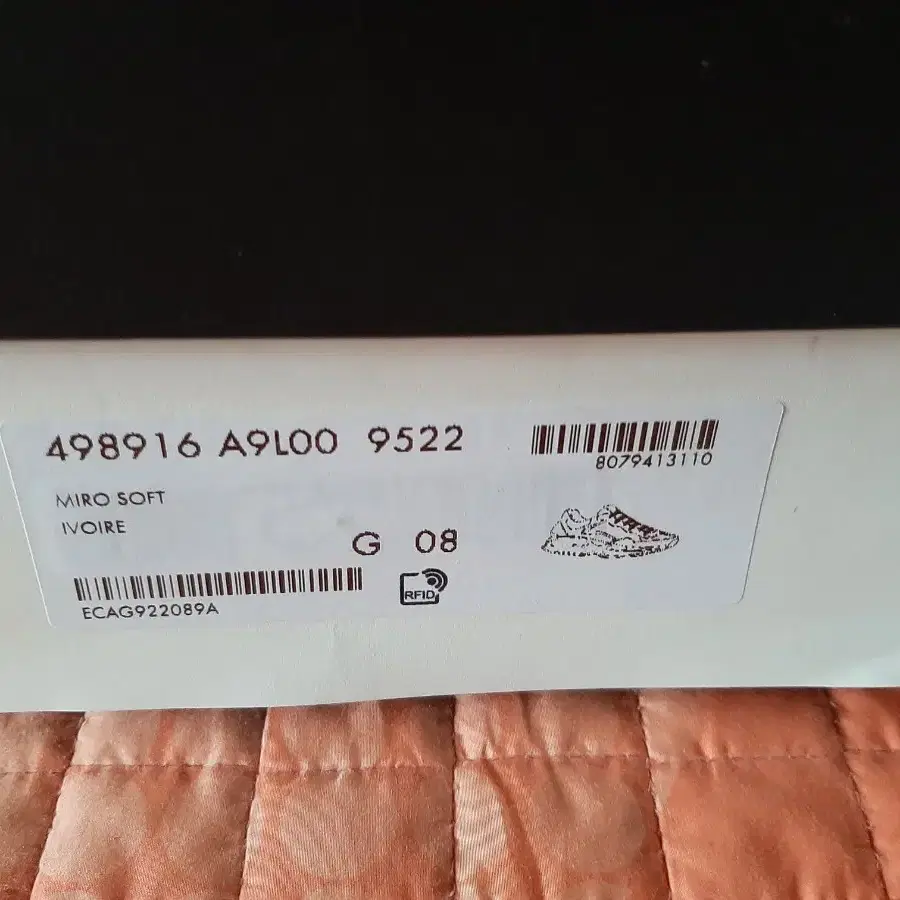 498916 A9L00 9522
8079413110
MIRO SOFT
IVOIRE
G 08
RFID
ECAG922089A